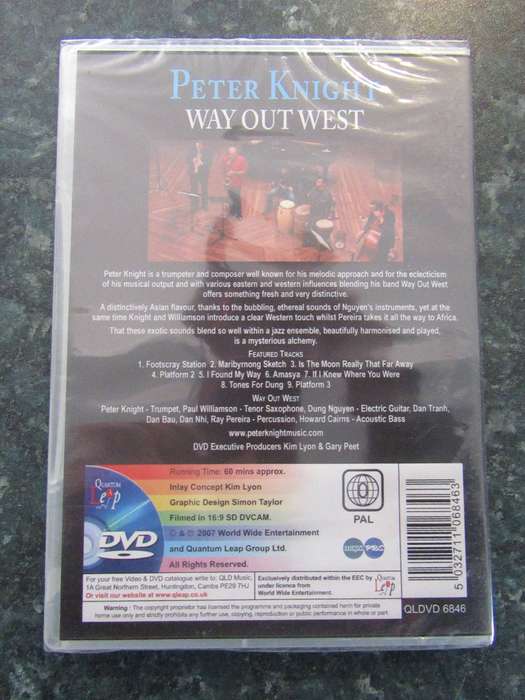 PETER KNIGHT
WAY OUT WEST
Peter Knight is a trumpeter and composer well known for his melodic approach and for the eclecticism
of his musical output and with various eastern and western influences blending his band Way Out West
offers something fresh and very distinctive.
A distinctively Asian flavour, thanks to the bubbling, ethereal sounds of Nguyen's instruments, yet at the
same time Knight and Williamson introduce a clear Western touch whilst Pereira takes it all the way to Africa.
That these exotic sounds blend so well within a jazz ensemble, beautifully harmonised and played,
is a mysterious alchemy.
FEATURED TRACKS
1. Footscray Station 2. Maribyrnong Sketch 3. Is The Moon Really That Far Away
4. Platform 2 5. I Found My Way 6. Amasya 7. If I Knew Where You Were
8. Tones For Dung 9. Platform 3
WAY OUT WEST
Peter Knight - Trumpet, Paul Williamson - Tenor Saxophone, Dung Nguyen - Electric Guitar, Dan Tranh,
Dan Bau, Dan Nhi, Ray Pereira - Percussion, Howard Cairns - Acoustic Bass
www.peterknightmusic.com
DVD Executive Producers Kim Lyon & Gary Peet
QUANTUM
Leap
DVD
Running Time: 60 mins approx.
Inlay Concept Kim Lyon
Graphic Design Simon Taylor
Filmed in 16:9 SD DVCAM.
© & ℗ 2007 World Wide Entertainment
and Quantum Leap Group Ltd.
All Rights Reserved.
0
PAL
5 032711 068463
For your free Video & DVD catalogue write to: QLD Music,
1A Great Northern Street, Huntingdon, Cambs PE29 7HJ
Or visit our website at www.qleap.co.uk
Exclusively distributed within the EEC by
under licence from
World Wide Entertainment.
QUANTUM
Leap
Warning : The copyright proprietor has licensed the programme and packaging contained herin for private home
use only and strictly prohibits any further use, copying, reproduction or public performance in whole or part.
QLDVD 6846